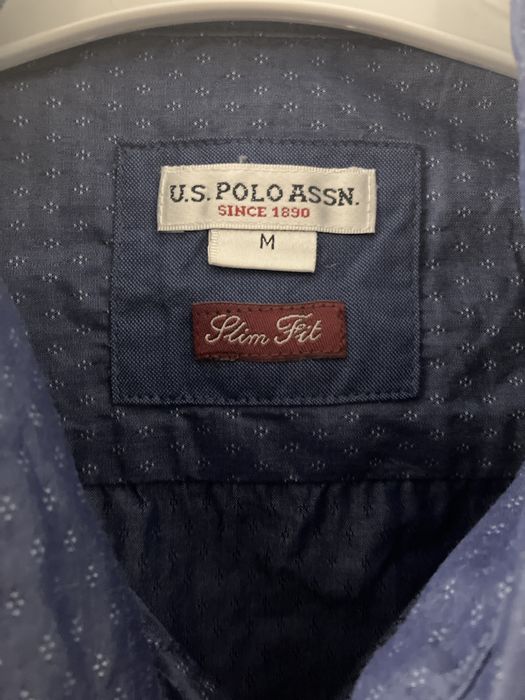 U.S. POLO ASSN.
SINCE 1890
M
Slim Fit